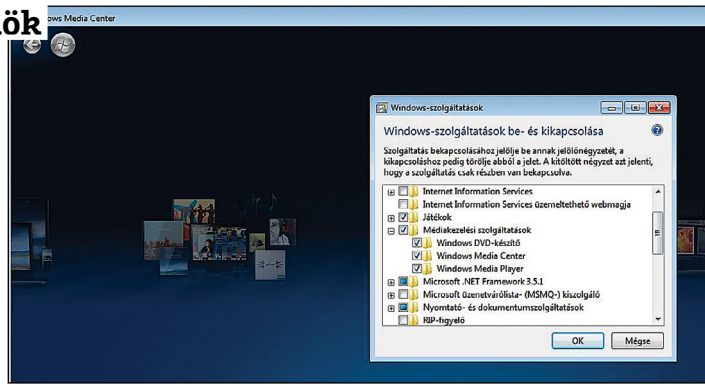 ows Media Center
lök
Windows-szolgáltatások
Windows-szolgáltatások be- és kikapcsolása
Szolgáltatás bekapcsolásához jelölje be annak jelölőnégyzetét, a
kikapcsoláshoz pedig törölje abból a jelet. A kitöltött négyzet azt jelenti,
hogy a szolgáltatás csak részben van bekapcsolva.
Internet Information Services
Internet Information Services üzemeltethető webmagja
Játékok
Médiakezelési szolgáltatások
Windows DVD-készítő
Windows Media Center
Windows Media Player
Microsoft .NET Framework 3.5.1
Microsoft üzenetvárólista- (MSMQ-) kiszolgáló
Nyomtató- és dokumentumszolgáltatások
RIP-figyelő
OK
Mégse